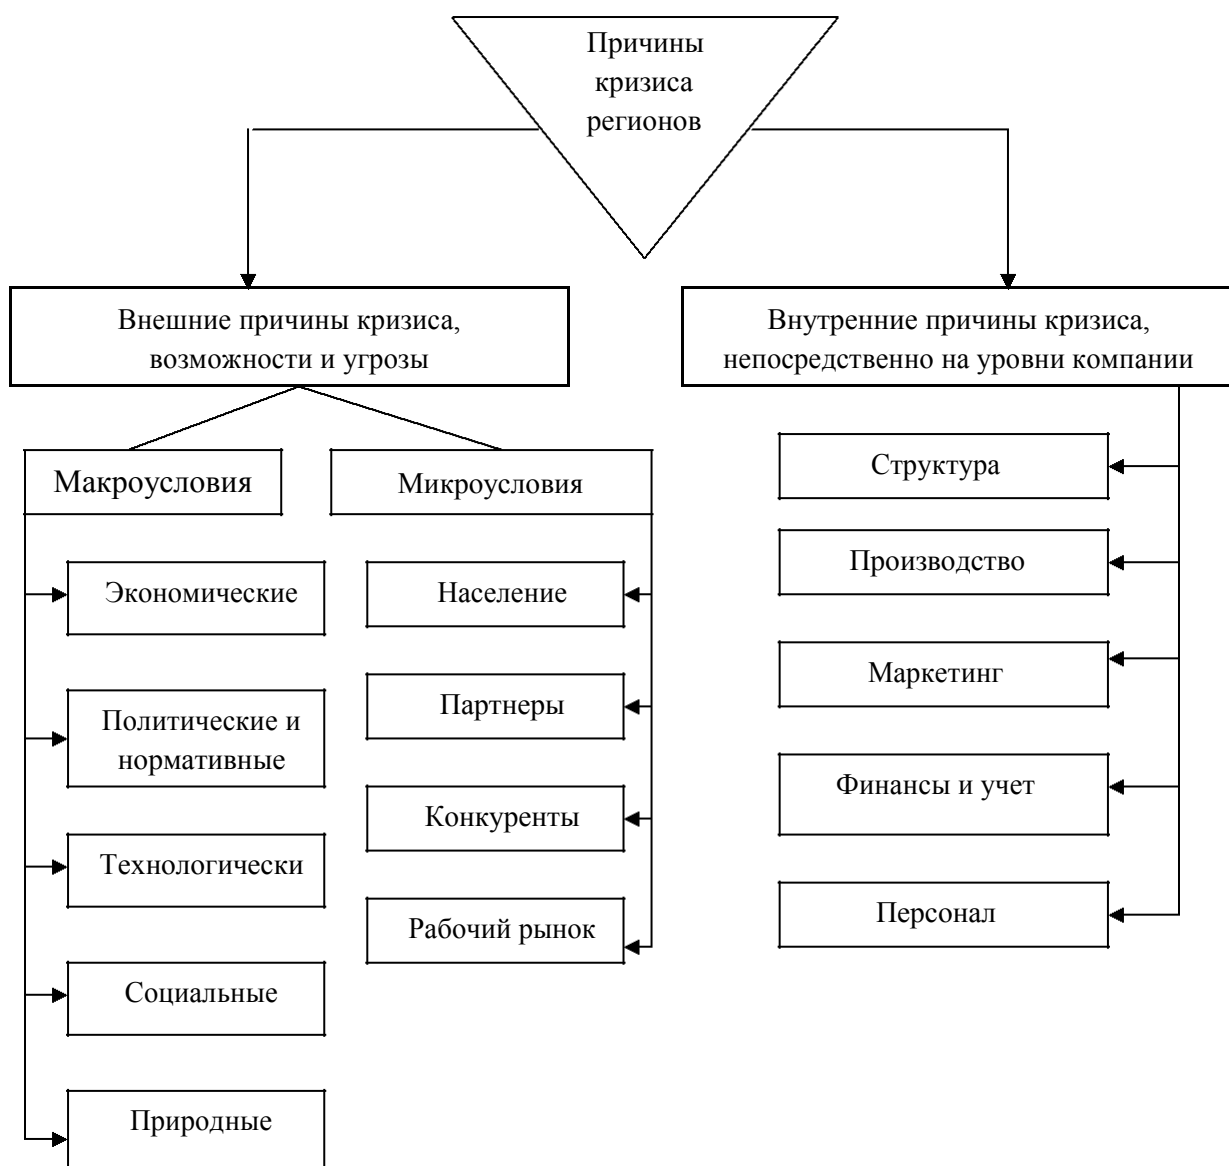 Причины
кризиса
регионов
Внешние причины кризиса,
возможности и угрозы
Внутренние причины кризиса,
непосредственно на уровни компании
Макроусловия
Микроусловия
Экономические
Политические и
нормативные
Технологически
Социальные
Природные
Население
Партнеры
Конкуренты
Рабочий рынок
Структура
Производство
Маркетинг
Финансы и учет
Персонал